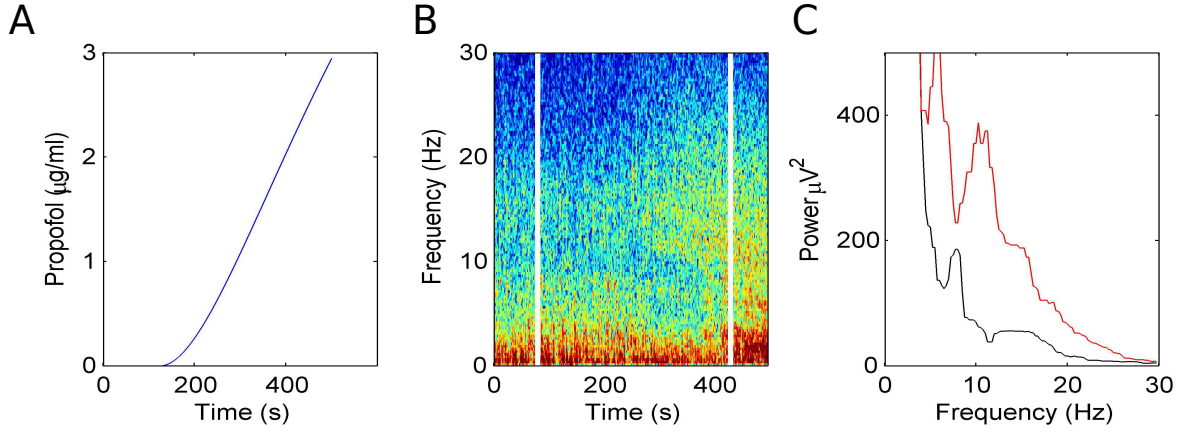 A
Propofol (μg/ml)
3
2
1
0
0 200 400
Time (s)
B
Frequency (Hz)
30
20
10
0
0 200 400
Time (s)
C
Power μV²
400
200
0
0 10 20 30
Frequency (Hz)